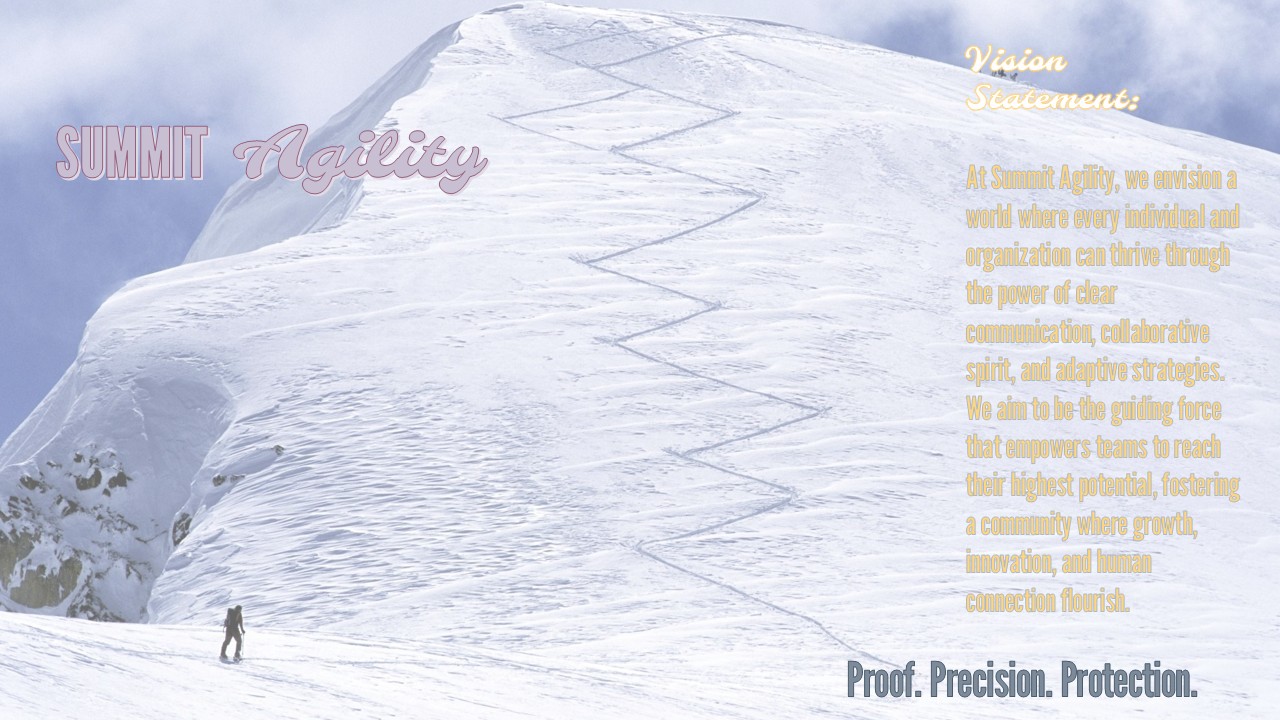 SUMMIT Agility
Vision
Statement:
At Summit Agility, we envision a
world where every individual and
organization can thrive through
the power of clear
communication, collaborative
spirit, and adaptive strategies.
We aim to be the guiding force
that empowers teams to reach
their highest potential, fostering
a community where growth,
innovation, and human
connection flourish.
Proof. Precision. Protection.